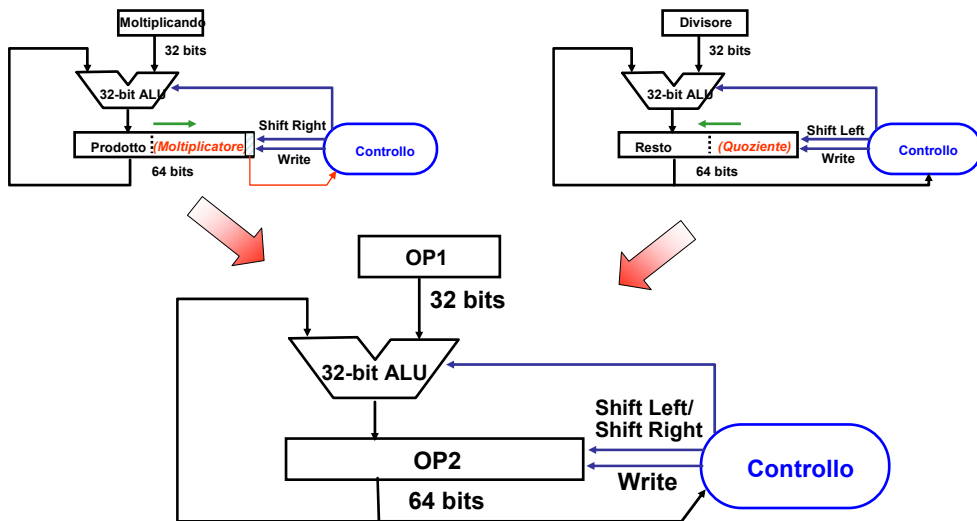 Moltiplicando
32 bits
32-bit ALU
Shift Right
Prodotto (Moltiplicatore)
Write
Controllo
64 bits
Divisore
32 bits
32-bit ALU
Shift Left
Resto (Quoziente)
Write
Controllo
64 bits
OP1
32 bits
32-bit ALU
Shift Left/
Shift Right
OP2
Write
Controllo
64 bits